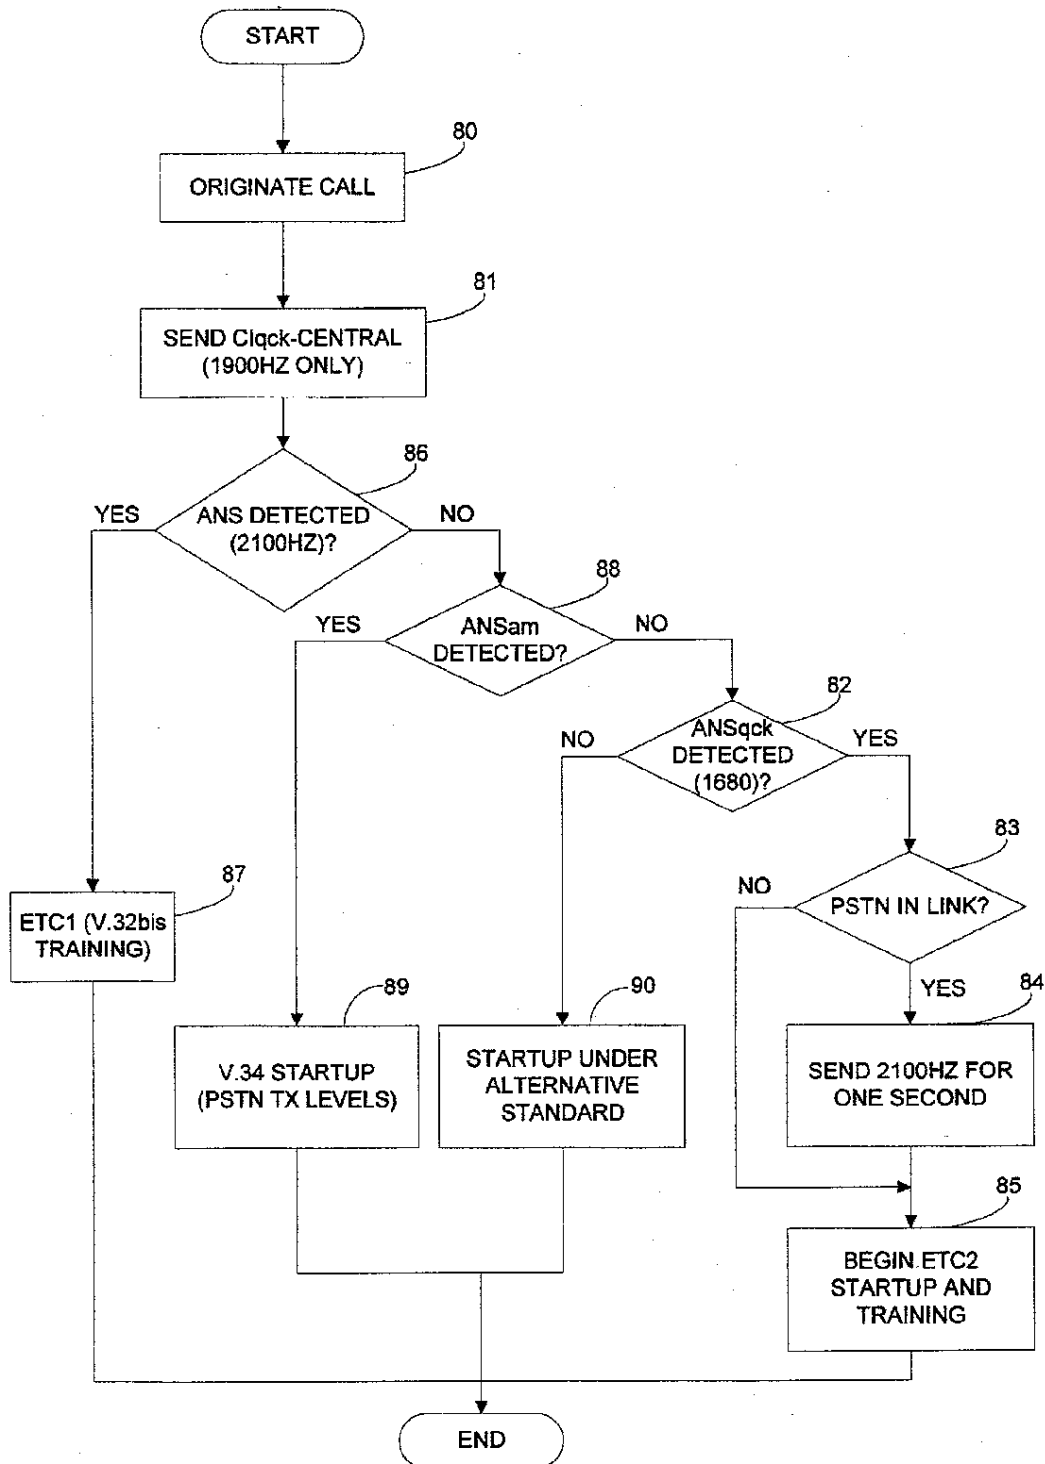 START
80
ORIGINATE CALL
81
SEND Clqck-CENTRAL
(1900HZ ONLY)
86
YES
ANS DETECTED
(2100HZ)?
NO
88
YES
ANSam
DETECTED?
NO
82
NO
ANSqck
DETECTED
(1680)?
YES
83
NO
PSTN IN LINK?
87
ETC1 (V.32bis
TRAINING)
YES
84
89
90
V.34 STARTUP
(PSTN TX LEVELS)
STARTUP UNDER
ALTERNATIVE
STANDARD
SEND 2100HZ FOR
ONE SECOND
85
BEGIN ETC2
STARTUP AND
TRAINING
END